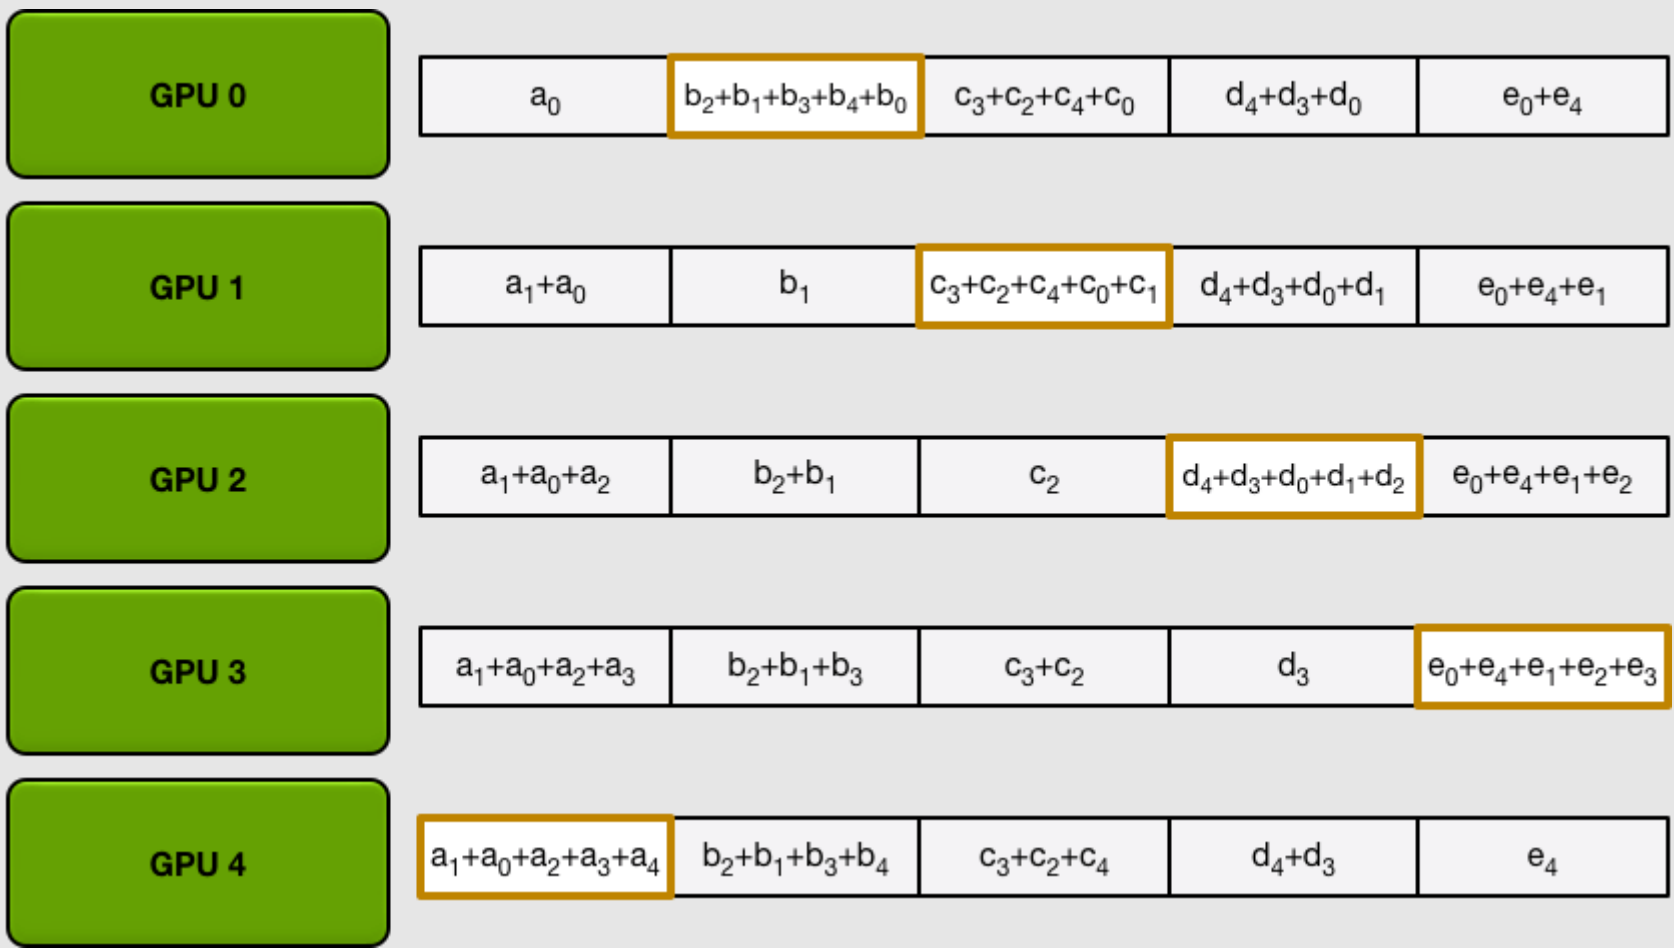 GPU 0 a₀ b₂+b₁+b₃+b₄+b₀ c₃+c₂+c₄+c₀ d₄+d₃+d₀ e₀+e₄
GPU 1 a₁+a₀ b₁ c₃+c₂+c₄+c₀+c₁ d₄+d₃+d₀+d₁ e₀+e₄+e₁
GPU 2 a₁+a₀+a₂ b₂+b₁ c₂ d₄+d₃+d₀+d₁+d₂ e₀+e₄+e₁+e₂
GPU 3 a₁+a₀+a₂+a₃ b₂+b₁+b₃ c₃+c₂ d₃ e₀+e₄+e₁+e₂+e₃
GPU 4 a₁+a₀+a₂+a₃+a₄ b₂+b₁+b₃+b₄ c₃+c₂+c₄ d₄+d₃ e₄